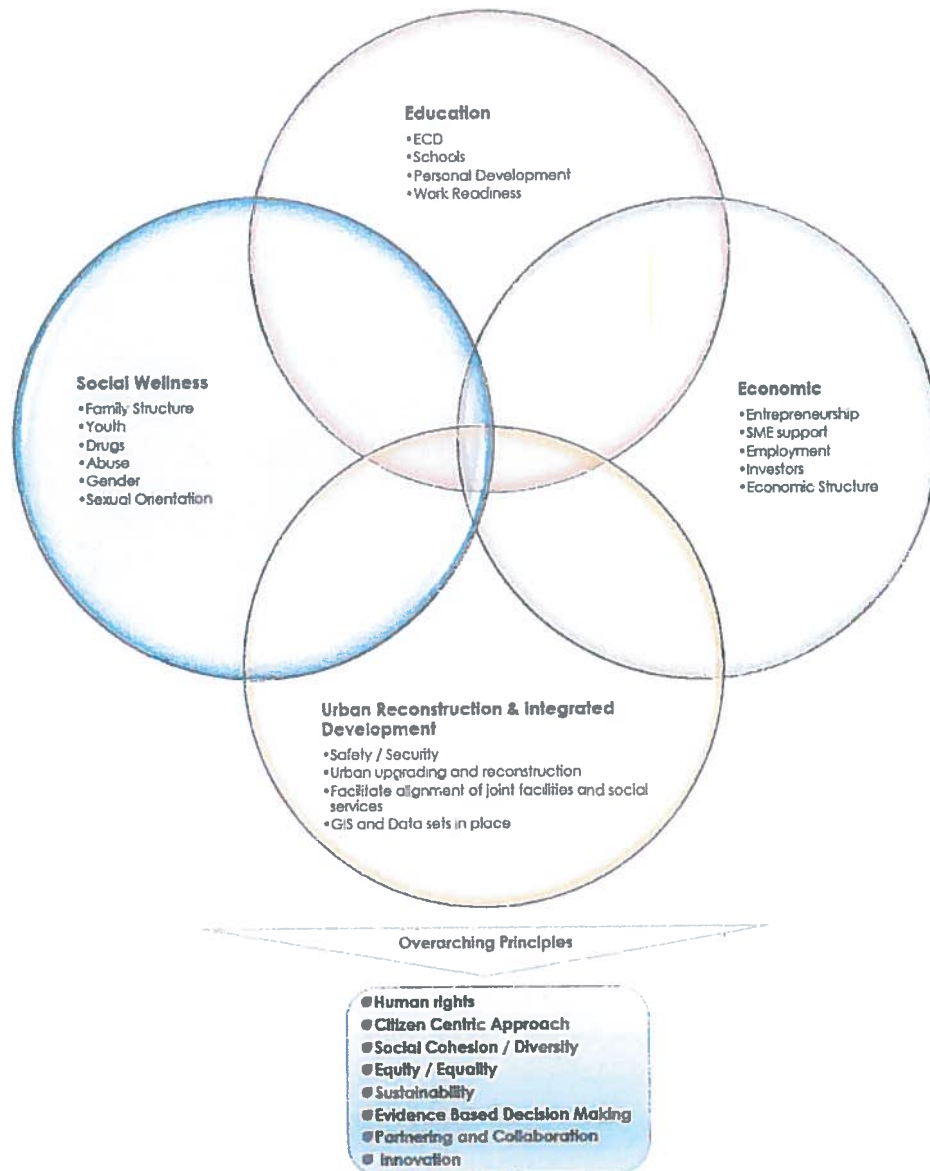 Education
•ECD
•Schools
•Personal Development
•Work Readiness
Social Wellness
•Family Structure
•Youth
•Drugs
•Abuse
•Gender
•Sexual Orientation
Economic
•Entrepreneurship
•SME support
•Employment
•Investors
•Economic Structure
Urban Reconstruction & Integrated
Development
•Safety / Security
•Urban upgrading and reconstruction
•Facilitate alignment of joint facilities and social
services
•GIS and Data sets in place
Overarching Principles
●Human rights
●Citizen Centric Approach
●Social Cohesion / Diversity
●Equity / Equality
●Sustainability
●Evidence Based Decision Making
●Partnering and Collaboration
●Innovation